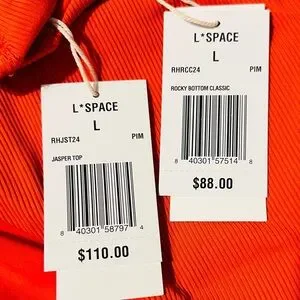 L*SPACE
L
RHJST24 PIM
JASPER TOP
8 40301 58797 4
$110.00
L*SPACE
L
RHRCC24 PIM
ROCKY BOTTOM CLASSIC
8 40301 57514 8
$88.00